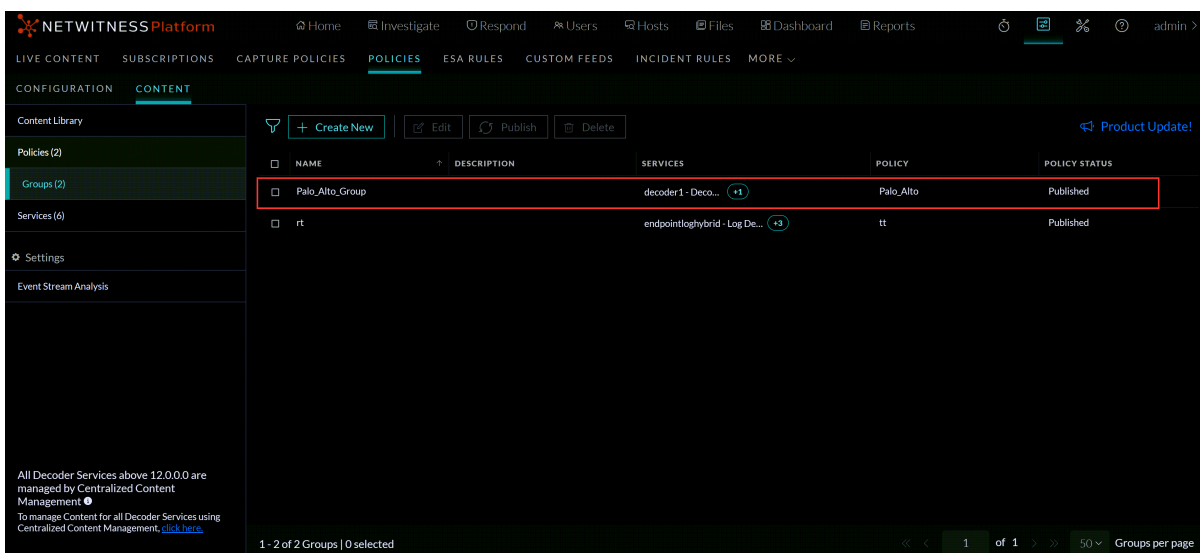 NETWITNESS Platform
Home
Investigate
Respond
Users
Hosts
Files
Dashboard
Reports
admin >
LIVE CONTENT
SUBSCRIPTIONS
CAPTURE POLICIES
POLICIES
ESA RULES
CUSTOM FEEDS
INCIDENT RULES
MORE
CONFIGURATION
CONTENT
Content Library
Policies (2)
Groups (2)
Services (6)
Settings
Event Stream Analysis
All Decoder Services above 12.0.0.0 are
managed by Centralized Content
Management
To manage Content for all Decoder Services using
Centralized Content Management, click here.
+ Create New
Edit
Publish
Delete
Product Update!
NAME ↑ DESCRIPTION SERVICES POLICY POLICY STATUS
Palo_Alto_Group decoder1 - Deco... +1 Palo_Alto Published
rt endpointloghybrid - Log De... +3 tt Published
1 - 2 of 2 Groups | 0 selected
« < 1 of 1 > » 50 Groups per page